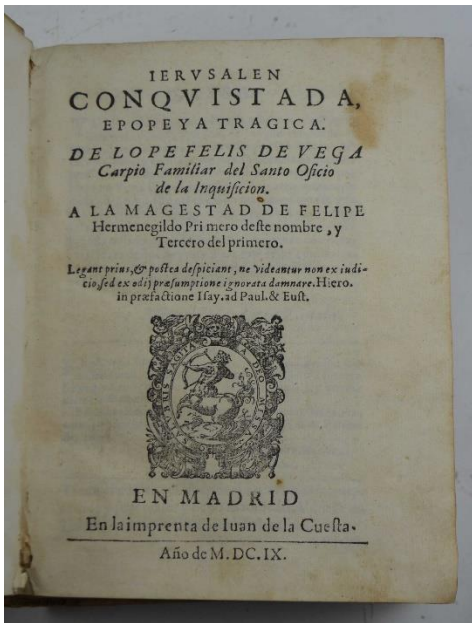 IERVSALEN
CONQVISTADA,
EPOPEYA TRAGICA.
DE LOPE FELIS DE VEGA
Carpio Familiar del Santo Oficio
de la Inquisicion.
A LA MAGESTAD DE FELIPE
Hermenegildo Primero deste nombre, y
Tercero del primero.
Legant prius, & postea despiciant, ne videantur non ex iudi-
cio, sed ex odij præsumptione ignorata damnare. Hiero.
in præfactione Isay. ad Paul. & Eust.
EN MADRID
En la imprenta de Iuan de la Cuesta.
Año de M. DC. IX.